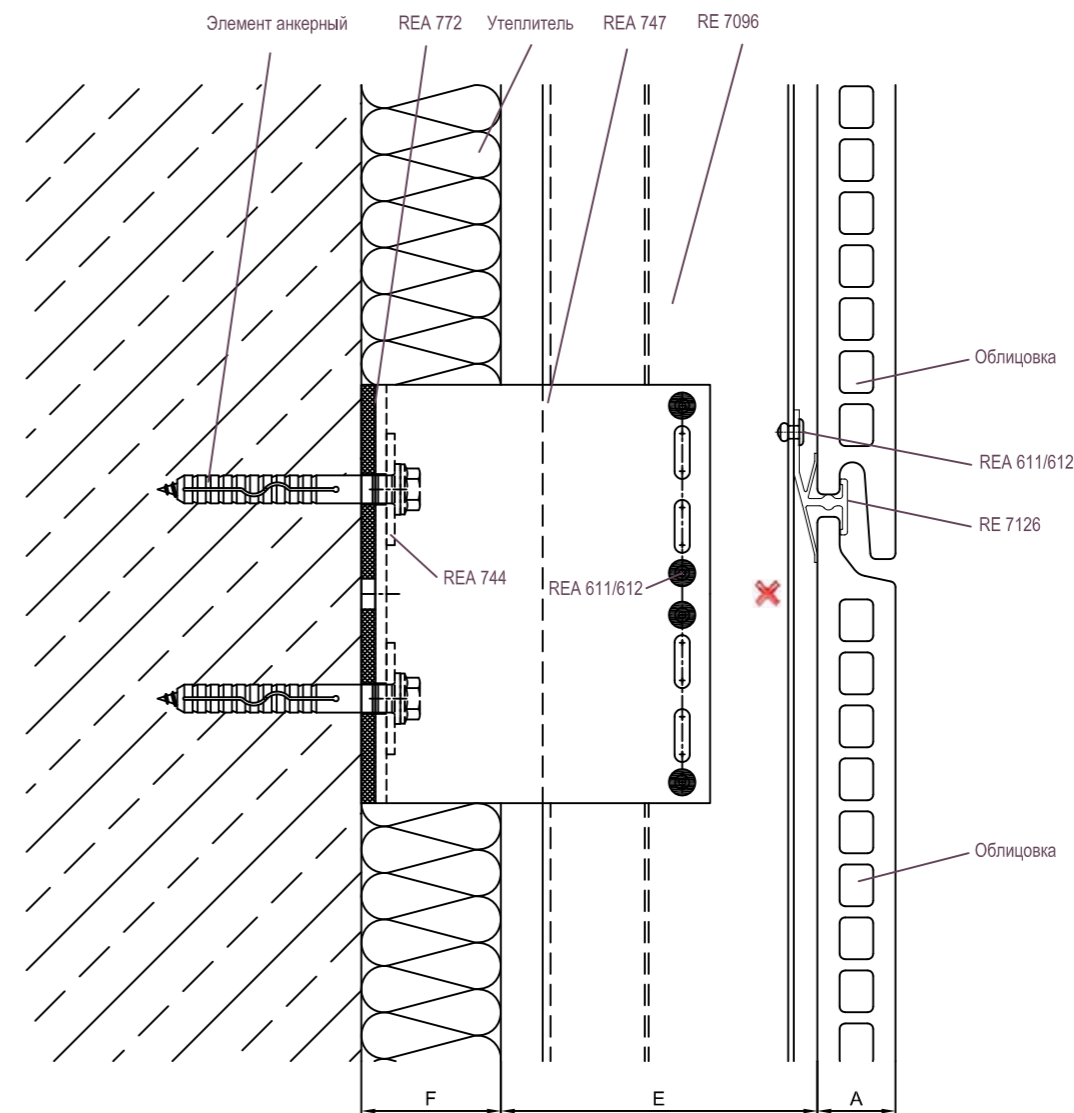 Элемент анкерный
REA 772
Утеплитель
REA 747
RE 7096
Облицовка
REA 611/612
RE 7126
REA 744
REA 611/612
Облицовка
F
E
A